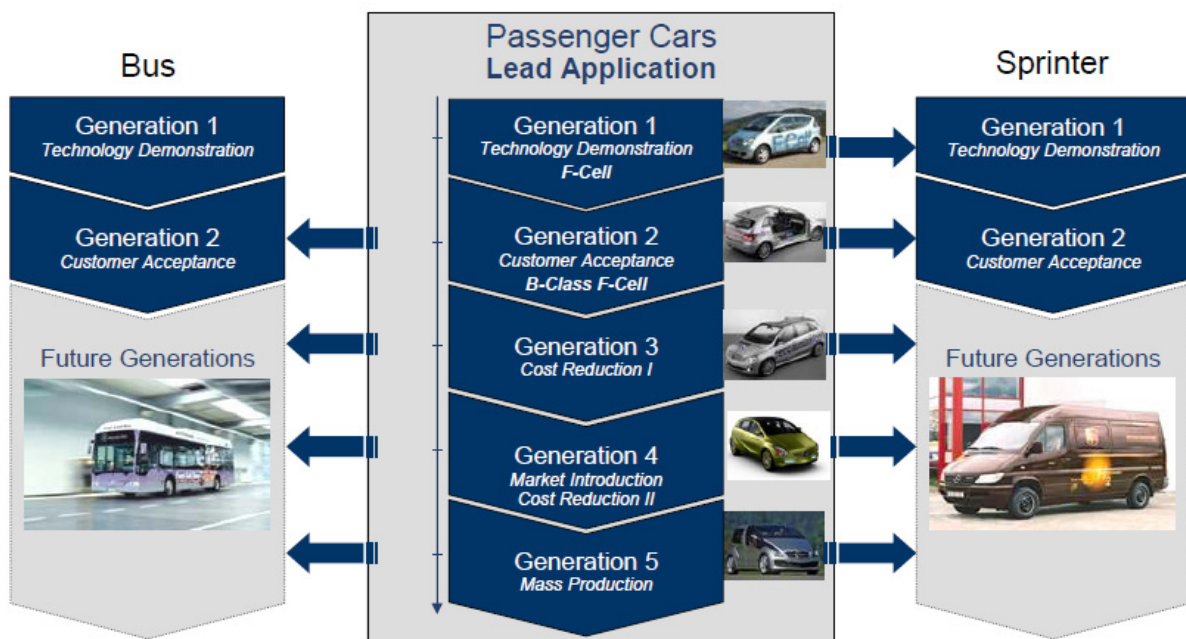 Bus
Generation 1
Technology Demonstration
Generation 2
Customer Acceptance
Future Generations
Passenger Cars
Lead Application
Generation 1
Technology Demonstration
F-Cell
Generation 2
Customer Acceptance
B-Class F-Cell
Generation 3
Cost Reduction I
Generation 4
Market Introduction
Cost Reduction II
Generation 5
Mass Production
Sprinter
Generation 1
Technology Demonstration
Generation 2
Customer Acceptance
Future Generations